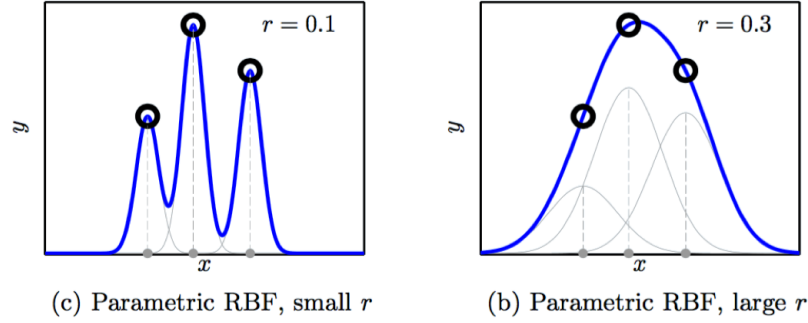 r = 0.1
y
x
(c) Parametric RBF, small r
r = 0.3
y
x
(b) Parametric RBF, large r